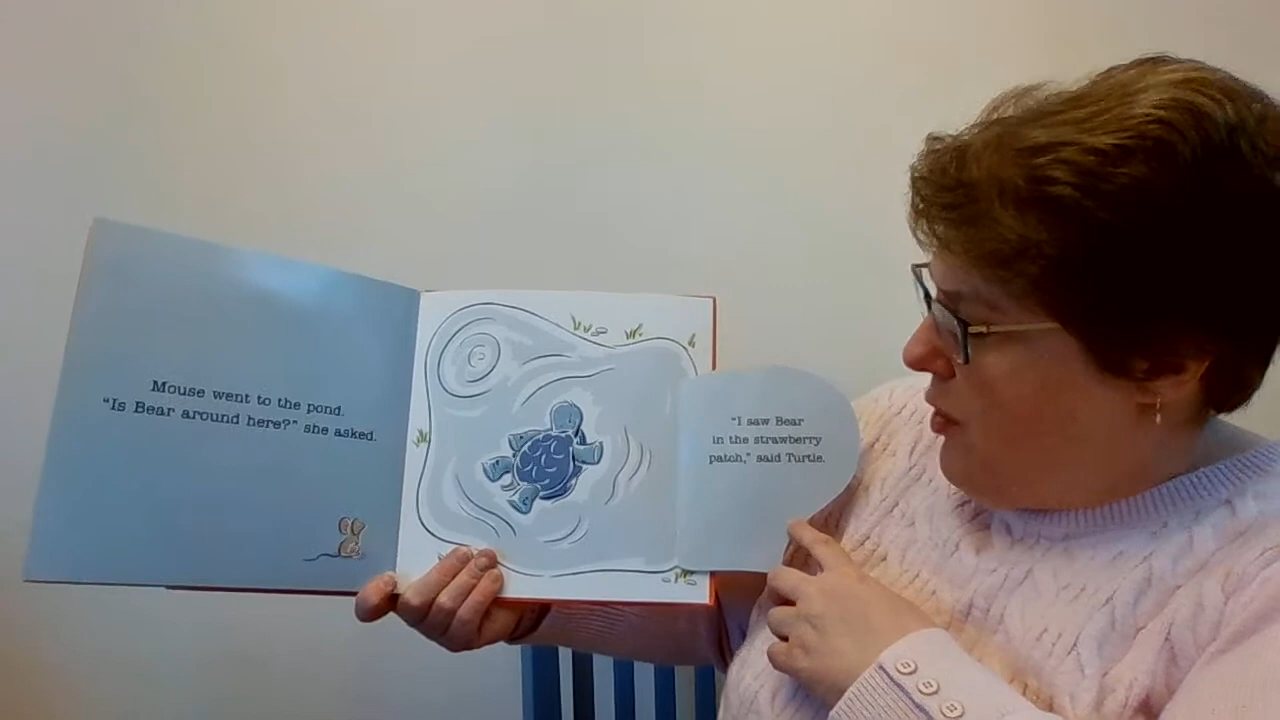 Mouse went to the pond.
“Is Bear around here?” she asked.
“I saw Bear
in the strawberry
patch,” said Turtle.